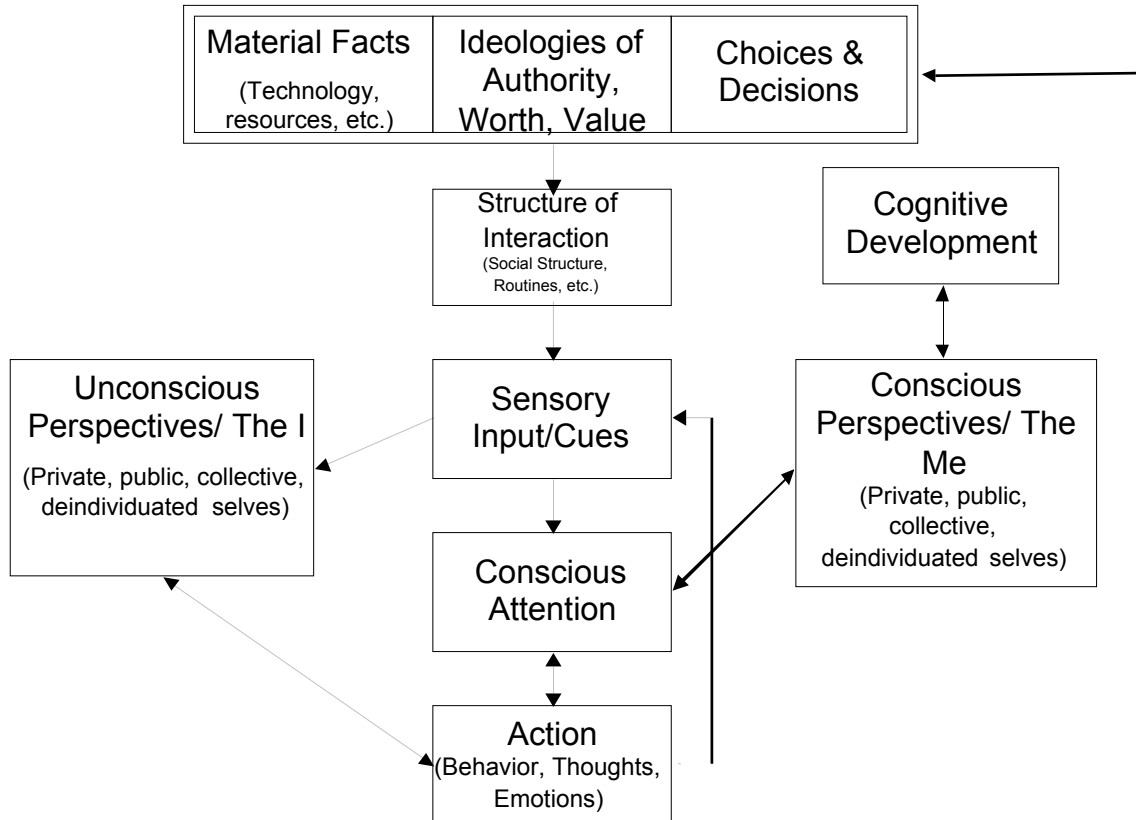 Material Facts
(Technology,
resources, etc.)
Ideologies of
Authority,
Worth, Value
Choices &
Decisions
Structure of
Interaction
(Social Structure,
Routines, etc.)
Cognitive
Development
Unconscious
Perspectives/ The I
(Private, public, collective,
deindividuated selves)
Sensory
Input/Cues
Conscious
Perspectives/ The
Me
(Private, public,
collective,
deindividuated selves)
Conscious
Attention
Action
(Behavior, Thoughts,
Emotions)